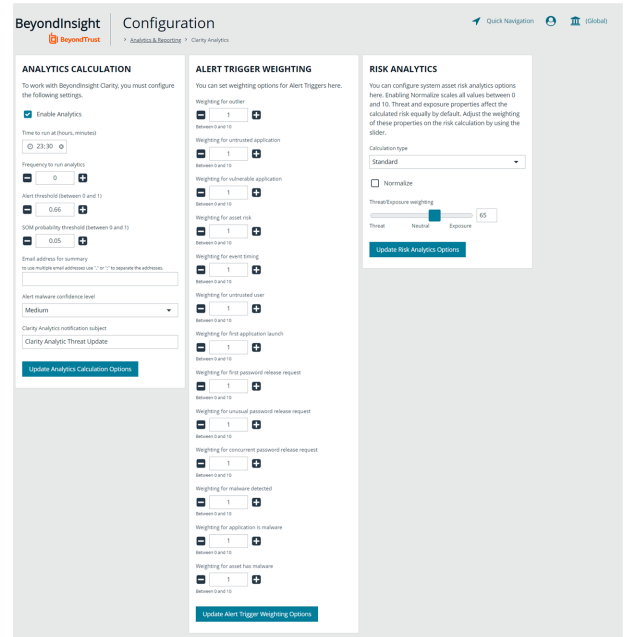 BeyondInsight
BeyondTrust
Configuration
> Analytics & Reporting > Clarity Analytics
Quick Navigation
(Global)
ANALYTICS CALCULATION
To work with BeyondInsight Clarity, you must configure
the following settings.
Enable Analytics
Time to run at (hours, minutes)
23:30
Frequency to run analytics
0
Alert threshold (between 0 and 1)
0.66
SOM probability threshold (between 0 and 1)
0.05
Email address for summary
to use multiple email addresses use "," or ";" to separate the addresses.
Alert malware confidence level
Medium
Clarity Analytics notification subject
Clarity Analytic Threat Update
Update Analytics Calculation Options
ALERT TRIGGER WEIGHTING
You can set weighting options for Alert Triggers here.
Weighting for outlier
1
Between 0 and 10
Weighting for untrusted application
1
Between 0 and 10
Weighting for vulnerable application
1
Between 0 and 10
Weighting for asset risk
1
Between 0 and 10
Weighting for event timing
1
Between 0 and 10
Weighting for untrusted user
1
Between 0 and 10
Weighting for first application launch
1
Between 0 and 10
Weighting for first password release request
1
Between 0 and 10
Weighting for unusual password release request
1
Between 0 and 10
Weighting for concurrent password release request
1
Between 0 and 10
Weighting for malware detected
1
Between 0 and 10
Weighting for application is malware
1
Between 0 and 10
Weighting for asset has malware
1
Between 0 and 10
Update Alert Trigger Weighting Options
RISK ANALYTICS
You can configure system asset risk analytics options
here. Enabling Normalize scales all values between 0
and 10. Threat and exposure properties affect the
calculated risk equally by default. Adjust the weighting
of these properties on the risk calculation by using the
slider.
Calculation type
Standard
Normalize
Threat/Exposure weighting
65
Threat Neutral Exposure
Update Risk Analytics Options